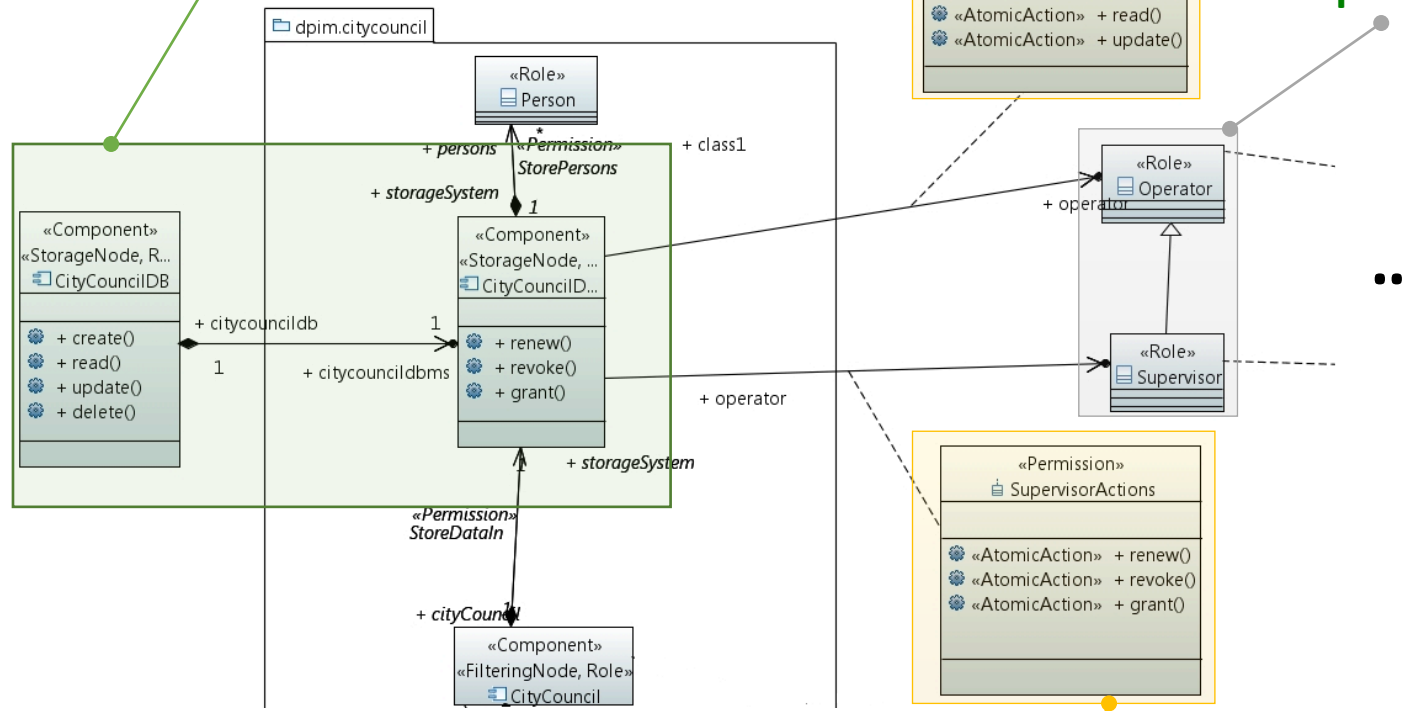 dpim.citycouncil
«AtomicAction» + read()
«AtomicAction» + update()
«Role»
Person
*
+ persons
«Permission»
StorePersons
+ class1
+ storageSystem
1
«Role»
Operator
+ operator
«Component»
«StorageNode, R...
CityCouncilDB
+ create()
+ read()
+ update()
+ delete()
+ citycouncildb
1
1
+ citycouncildbms
«Component»
«StorageNode, ...
CityCouncilD...
+ renew()
+ revoke()
+ grant()
+ operator
«Role»
Supervisor
1
+ storageSystem
«Permission»
StoreDataIn
1
+ cityCouncil
«Component»
«FilteringNode, Role»
CityCouncil
«Permission»
SupervisorActions
«AtomicAction» + renew()
«AtomicAction» + revoke()
«AtomicAction» + grant()
..